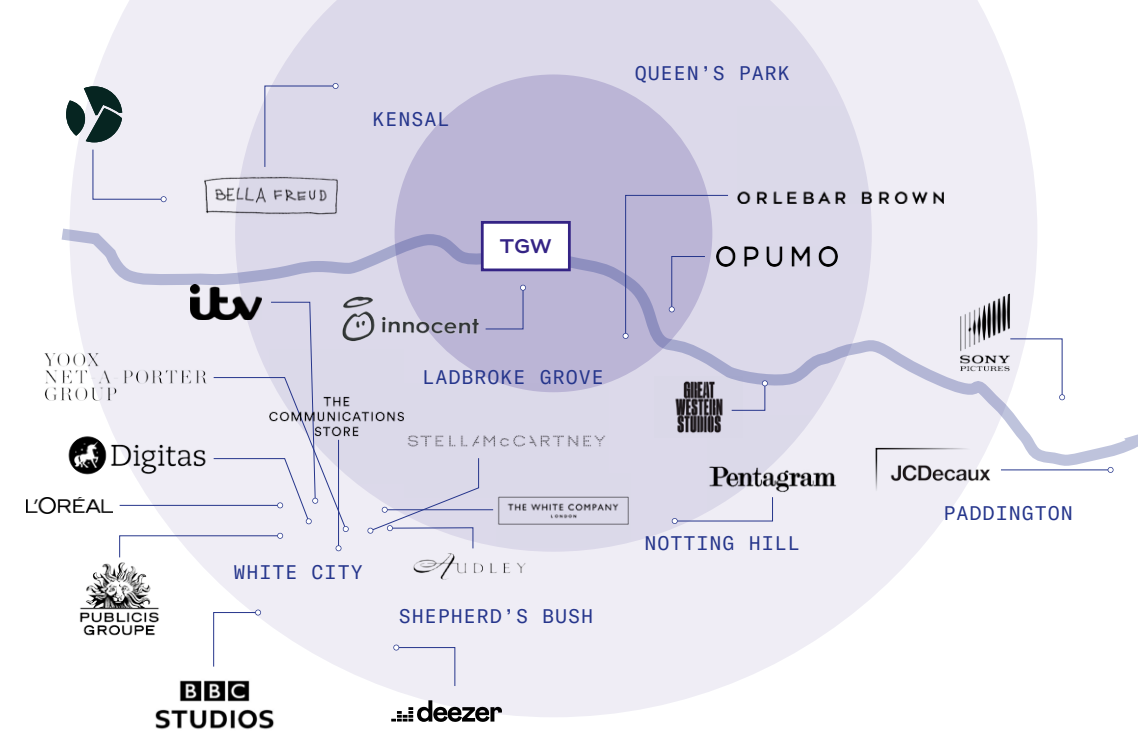 QUEEN'S PARK
KENSAL
BELLA FREUD
ORLEBAR BROWN
TGW
OPUMO
itv
innocent
SONY
PICTURES
YOOX
NET-A-PORTER
GROUP
LADBROKE GROVE
GREAT
WESTERN
STUDIOS
THE
COMMUNICATIONS
STORE
STELLA McCARTNEY
Digitas
Pentagram
JCDecaux
L'ORÉAL
THE WHITE COMPANY
LONDON
PADDINGTON
NOTTING HILL
AUDLEY
WHITE CITY
PUBLICIS
GROUPE
SHEPHERD'S BUSH
BBC
STUDIOS
deezer